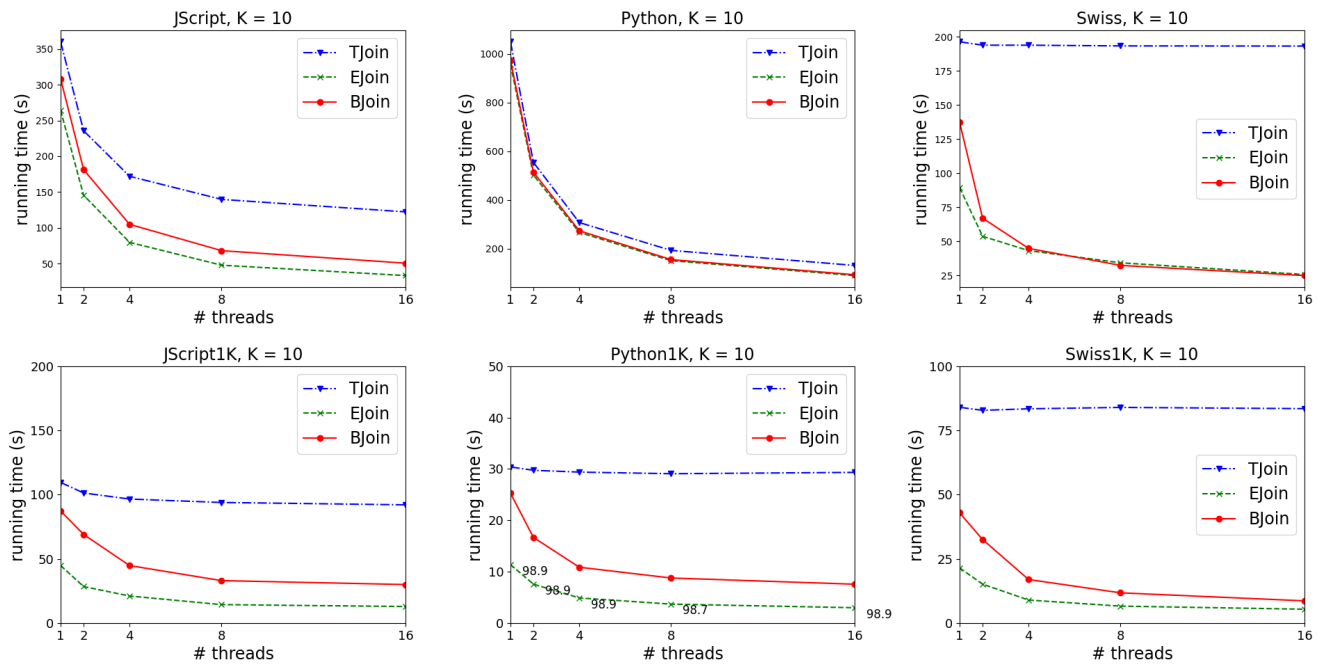 JScript, K = 10
running time (s)
350
300
250
200
150
100
50
TJoin
EJoin
BJoin
1 2 4 8 16
# threads
Python, K = 10
running time (s)
1000
800
600
400
200
TJoin
EJoin
BJoin
1 2 4 8 16
# threads
Swiss, K = 10
running time (s)
200
175
150
125
100
75
50
25
TJoin
EJoin
BJoin
1 2 4 8 16
# threads
JScript1K, K = 10
running time (s)
200
150
100
50
0
TJoin
EJoin
BJoin
1 2 4 8 16
# threads
Python1K, K = 10
running time (s)
50
40
30
20
10
0
TJoin
EJoin
BJoin
98.9
98.9
98.9
98.7
98.9
1 2 4 8 16
# threads
Swiss1K, K = 10
running time (s)
100
75
50
25
0
TJoin
EJoin
BJoin
1 2 4 8 16
# threads